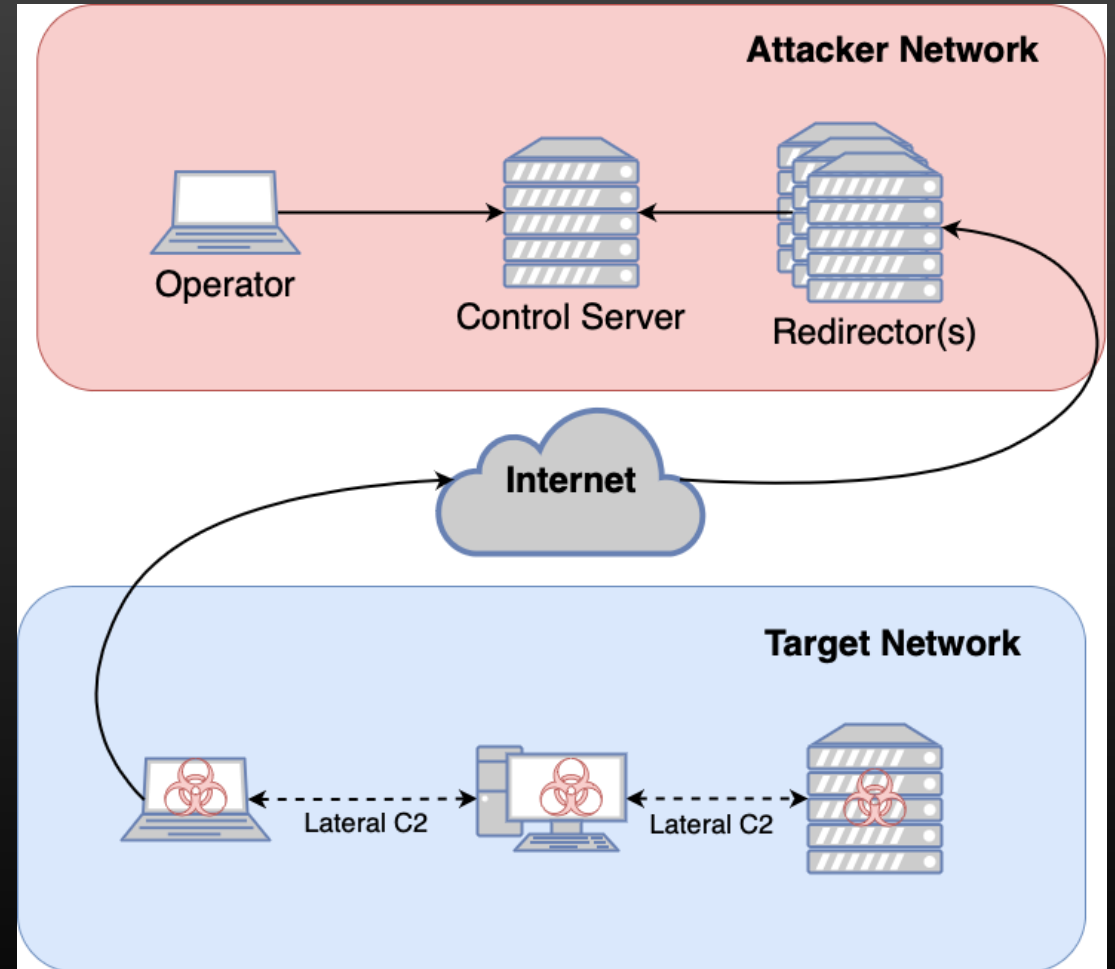 Attacker Network
Operator
Control Server
Redirector(s)
Internet
Target Network
Lateral C2
Lateral C2